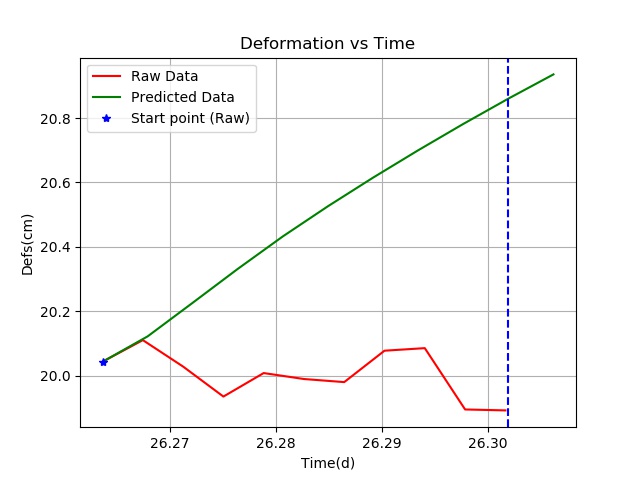 Deformation vs Time
Raw Data
Predicted Data
Start point (Raw)
Defs(cm)
20.8
20.6
20.4
20.2
20.0
26.27 26.28 26.29 26.30
Time(d)